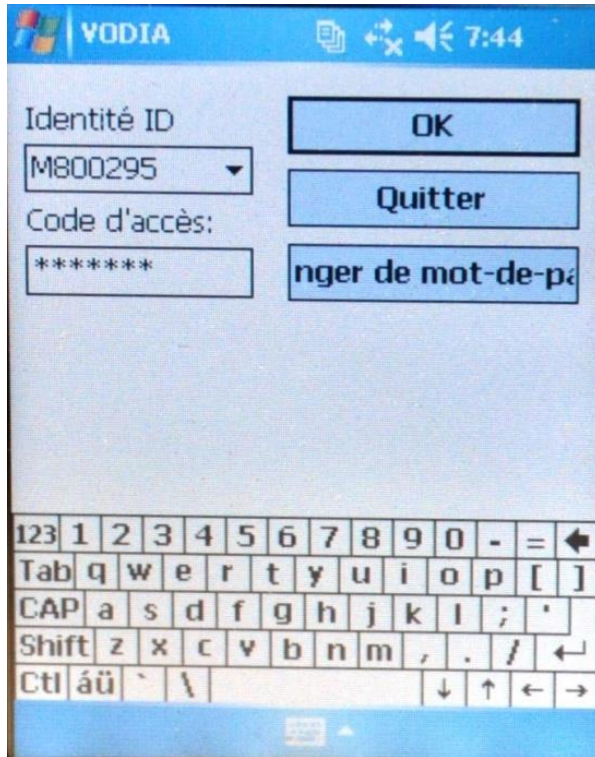 VODIA 7:44
Identité ID
M800295
Code d'accès:
*******
OK
Quitter
nger de mot-de-pa
123 1 2 3 4 5 6 7 8 9 0 - =
Tab q w e r t y u i o p [ ]
CAP a s d f g h j k l ; '
Shift z x c v b n m , . / ↵
Ctl áü ` \ ↓ ↑ ← →